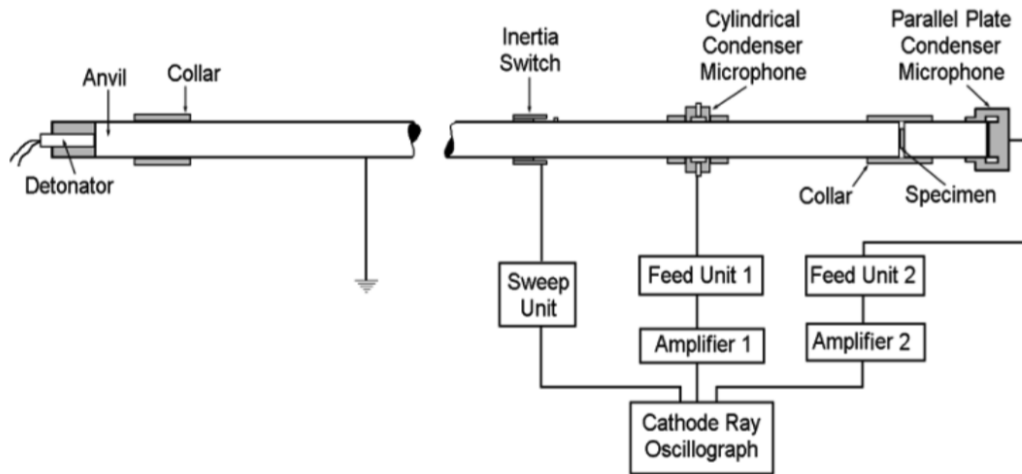 Cylindrical
Condenser
Microphone
Parallel Plate
Condenser
Microphone
Inertia
Switch
Anvil
Collar
Detonator
Collar
Specimen
Sweep
Unit
Feed Unit 1
Feed Unit 2
Amplifier 1
Amplifier 2
Cathode Ray
Oscillograph